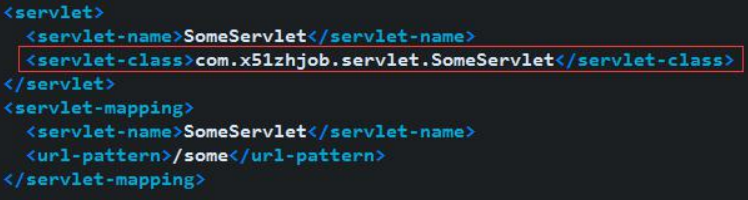 <servlet>
<servlet-name>SomeServlet</servlet-name>
<servlet-class>com.x51zhjob.servlet.SomeServlet</servlet-class>
</servlet>
<servlet-mapping>
<servlet-name>SomeServlet</servlet-name>
<url-pattern>/some</url-pattern>
</servlet-mapping>